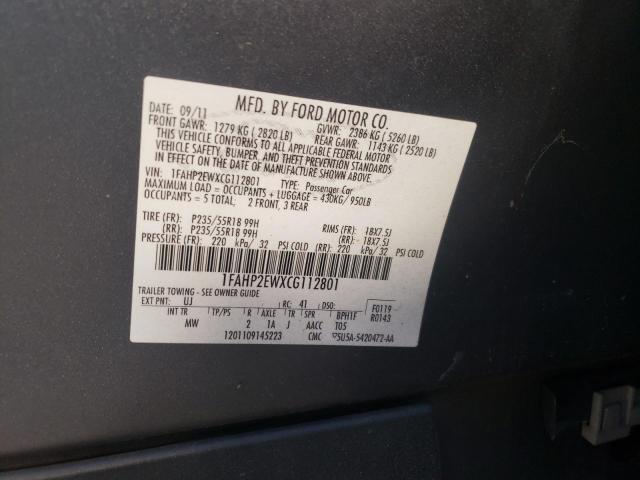 MFD. BY FORD MOTOR CO.
DATE: 09/11 GVWR: 2386 KG ( 5260 LB)
FRONT GAWR: 1279 KG ( 2820 LB) REAR GAWR: 1143 KG ( 2520 LB)
THIS VEHICLE CONFORMS TO ALL APPLICABLE FEDERAL MOTOR
VEHICLE SAFETY, BUMPER, AND THEFT PREVENTION STANDARDS
IN EFFECT ON THE DATE OF MANUFACTURE SHOWN ABOVE.
VIN: 1FAHP2EWXCG112801 TYPE: Passenger Car
MAXIMUM LOAD = OCCUPANTS + LUGGAGE = 430KG/ 950LB
OCCUPANTS = 5 TOTAL; 2 FRONT, 3 REAR
TIRE (FR): P235/55R18 99H RIMS (FR): 18X7.5J
(RR): P235/55R18 99H (RR): 18X7.5J
PRESSURE (FR): 220 kPa/ 32 PSI COLD (RR): 220 kPa/ 32 PSI COLD
1FAHP2EWXCG112801
TRAILER TOWING - SEE OWNER GUIDE
EXT PNT: UJ RC: 41 DSO: F0119
R0143
INT TR TP/PS R AXLE TR SPR BPH1F
MW 2 1A J AACC T05
1201109145223 CMC 5U5A-5420472-AA